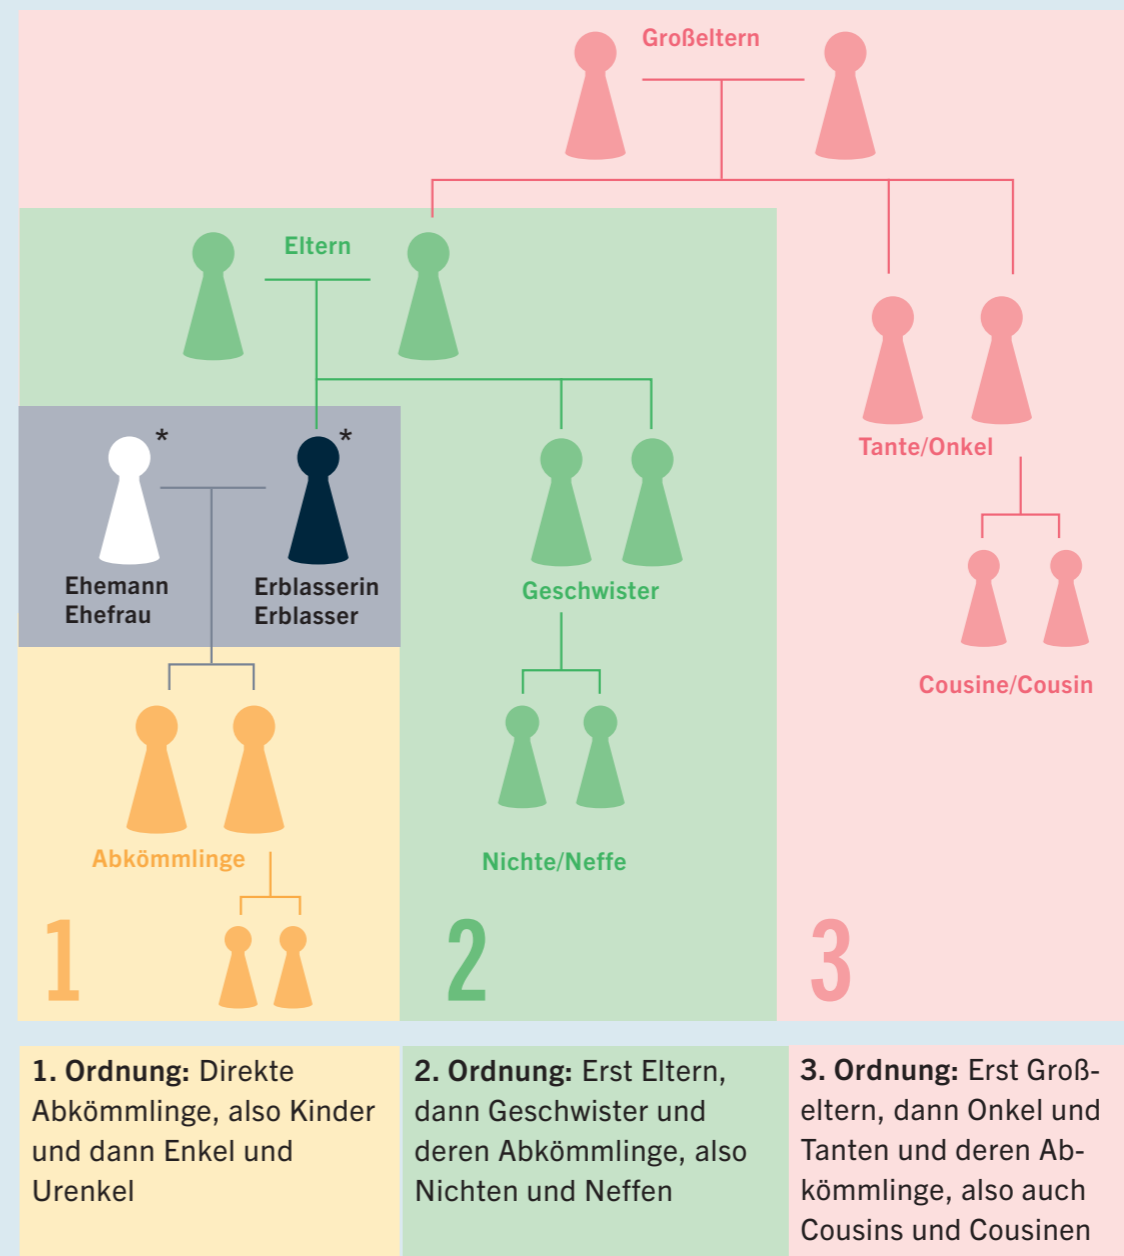 Großeltern
Eltern
Tante/Onkel
*
*
Ehemann
Ehefrau
Erblasserin
Erblasser
Geschwister
Cousine/Cousin
Abkömmlinge
Nichte/Neffe
1
2
3
1. Ordnung: Direkte
Abkömmlinge, also Kinder
und dann Enkel und
Urenkel
2. Ordnung: Erst Eltern,
dann Geschwister und
deren Abkömmlinge, also
Nichten und Neffen
3. Ordnung: Erst Groß-
eltern, dann Onkel und
Tanten und deren Ab-
kömmlinge, also auch
Cousins und Cousinen